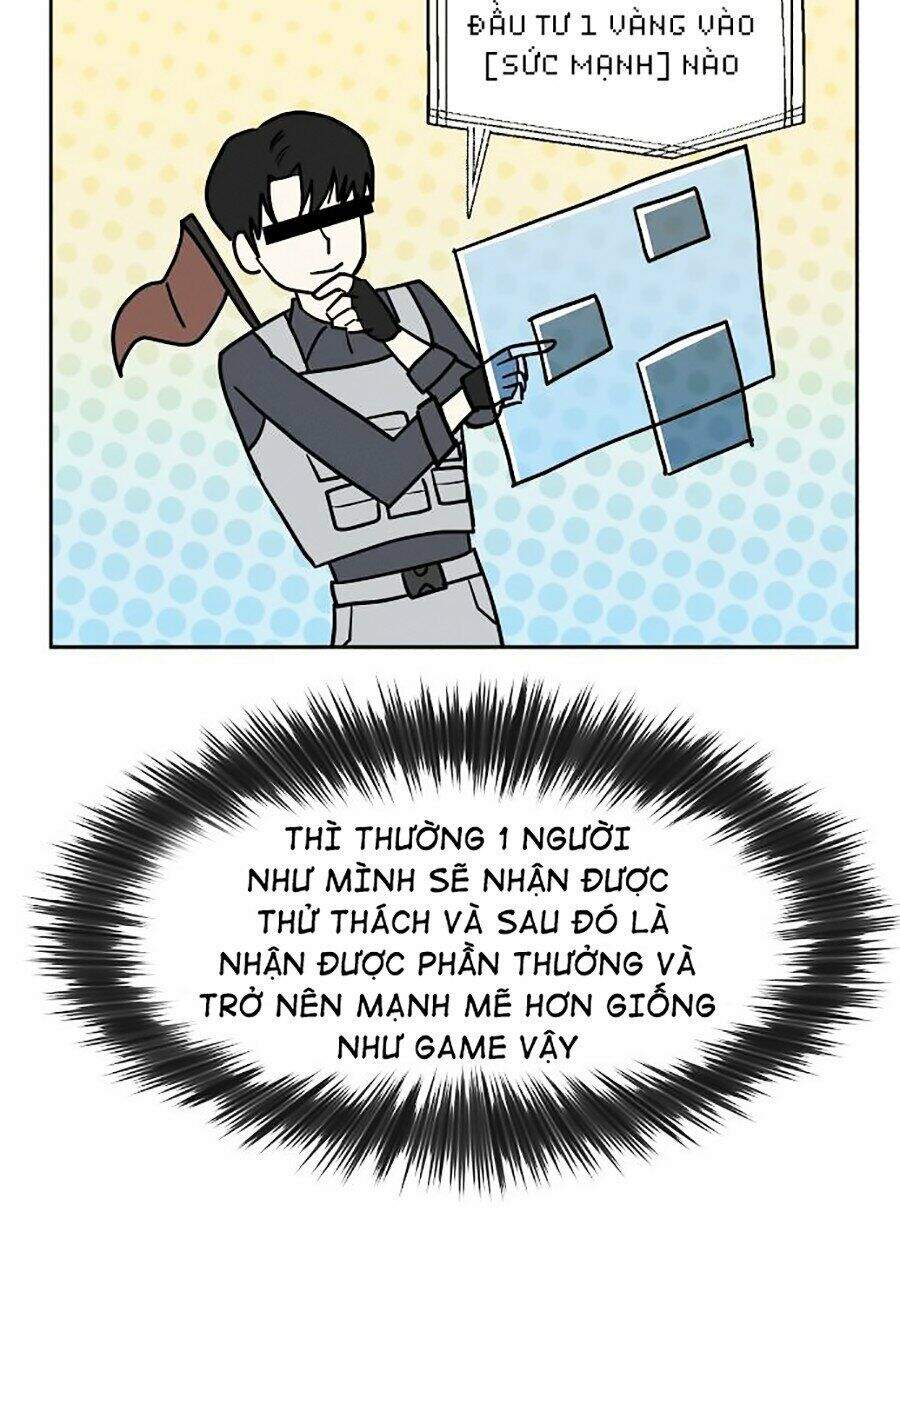 ĐẦU TƯ 1 VÀNG VÀO
[SỨC MẠNH] NÀO
THÌ THƯỜNG 1 NGƯỜI
NHƯ MÌNH SẼ NHẬN ĐƯỢC
THỬ THÁCH VÀ SAU ĐÓ LÀ
NHẬN ĐƯỢC PHẦN THƯỞNG VÀ
TRỞ NÊN MẠNH MẼ HƠN GIỐNG
NHƯ GAME VẬY